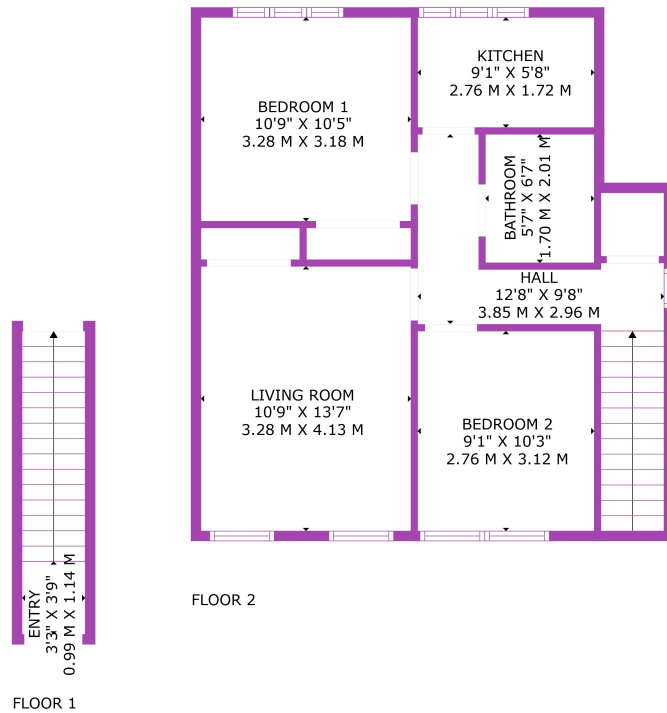 KITCHEN
9'1" X 5'8"
2.76 M X 1.72 M
BEDROOM 1
10'9" X 10'5"
3.28 M X 3.18 M
BATHROOM
5'7" X 6'7"
1.70 M X 2.01 M
HALL
12'8" X 9'8"
3.85 M X 2.96 M
LIVING ROOM
10'9" X 13'7"
3.28 M X 4.13 M
BEDROOM 2
9'1" X 10'3"
2.76 M X 3.12 M
ENTRY
3'3" X 3'9"
0.99 M X 1.14 M
FLOOR 2
FLOOR 1